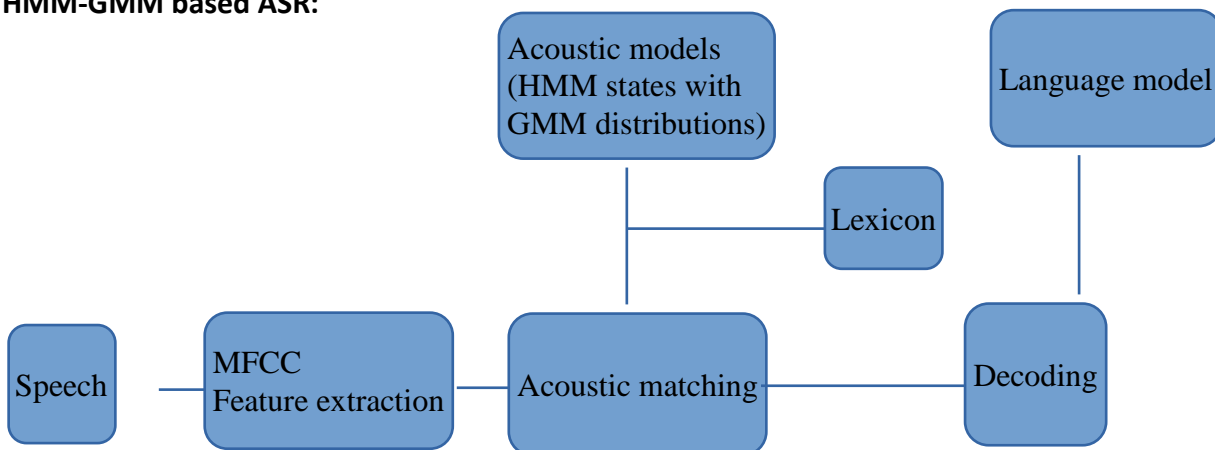 HMM-GMM based ASR:
Acoustic models
(HMM states with
GMM distributions)
Language model
Lexicon
Speech
MFCC
Feature extraction
Acoustic matching
Decoding